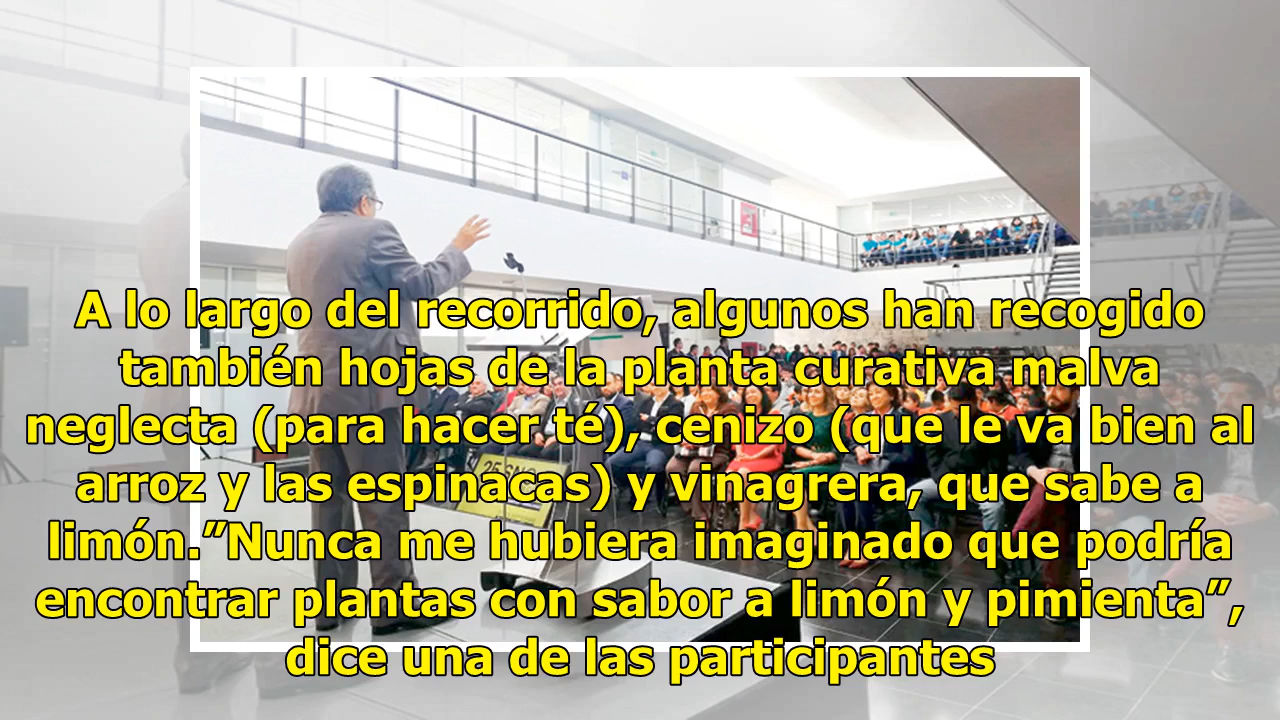 A lo largo del recorrido, algunos han recogido
también hojas de la planta curativa malva
neglecta (para hacer té), cenizo (que le va bien al
arroz y las espinacas) y vinagrera, que sabe a
limón.”Nunca me hubiera imaginado que podría
encontrar plantas con sabor a limón y pimienta”,
dice una de las participantes